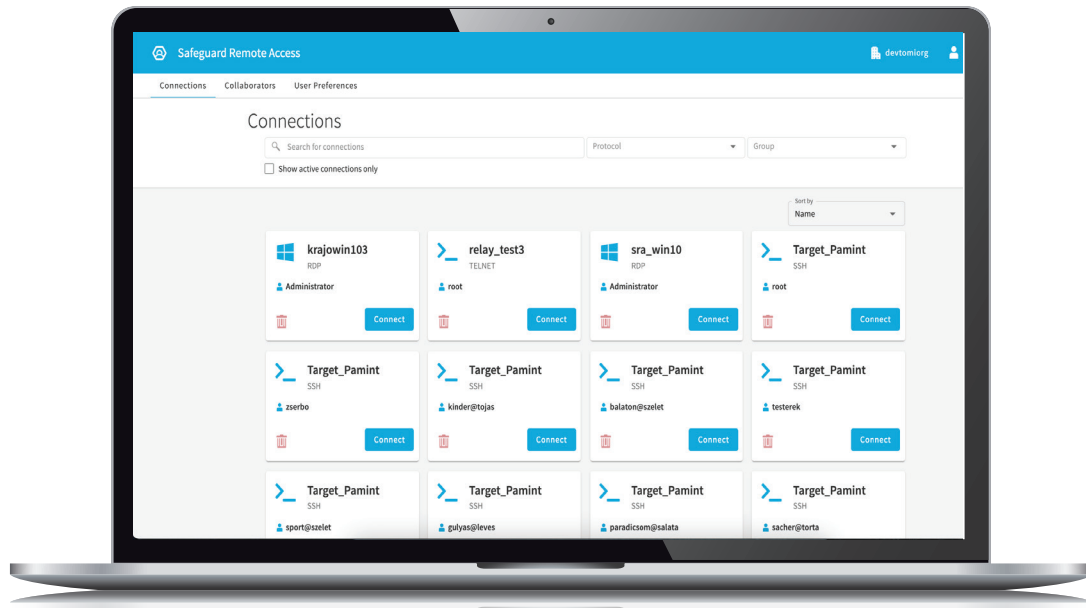 Safeguard Remote Access
devtomiorg
Connections Collaborators User Preferences
Connections
Search for connections
Protocol
Group
Show active connections only
Sort by
Name
krajowin103
RDP
Administrator
Connect
relay_test3
TELNET
root
Connect
sra_win10
RDP
Administrator
Connect
Target_Pamint
SSH
root
Connect
Target_Pamint
SSH
zserbo
Connect
Target_Pamint
SSH
kinder@tojas
Connect
Target_Pamint
SSH
balaton@szelet
Connect
Target_Pamint
SSH
testerek
Connect
Target_Pamint
SSH
sport@szelet
Target_Pamint
SSH
gulyas@leves
Target_Pamint
SSH
paradicsom@salata
Target_Pamint
SSH
sacher@torta